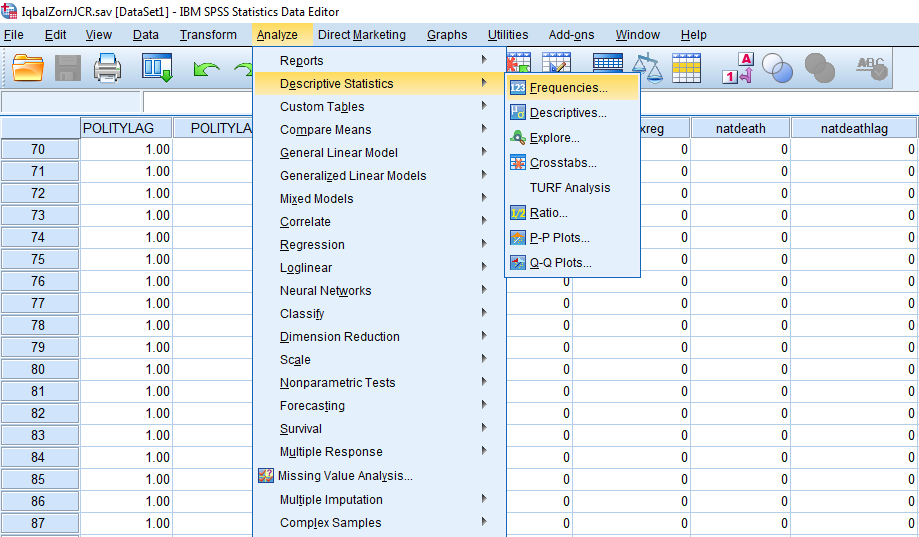 IqbalZornJCR.sav [DataSet1] - IBM SPSS Statistics Data Editor
File Edit View Data Transform Analyze Direct Marketing Graphs Utilities Add-ons Window Help
123
1 A 4
ABC
Reports
Descriptive Statistics
Custom Tables
Compare Means
General Linear Model
Generalized Linear Models
Mixed Models
Correlate
Regression
Loglinear
Neural Networks
Classify
Dimension Reduction
Scale
Nonparametric Tests
Forecasting
Survival
Multiple Response
Missing Value Analysis...
Multiple Imputation
Complex Samples
Frequencies...
Descriptives...
Explore...
Crosstabs...
TURF Analysis
1/2 Ratio...
P-P Plots...
Q-Q Plots...
POLITYLAG POLITYLA xreg natdeath natdeathlag
70 1.00 0 0 0
71 1.00 0 0 0
72 1.00 0 0 0
73 1.00 0 0 0
74 1.00 0 0 0
75 1.00 0 0 0
76 1.00 0 0 0 0
77 1.00 0 0 0 0
78 1.00 0 0 0 0
79 1.00 0 0 0 0
80 1.00 0 0 0 0
81 1.00 0 0 0 0
82 1.00 0 0 0 0
83 1.00 0 0 0 0
84 1.00 0 0 0 0
85 1.00 0 0 0 0
86 1.00 0 0 0 0
87 1.00 0 0 0 0